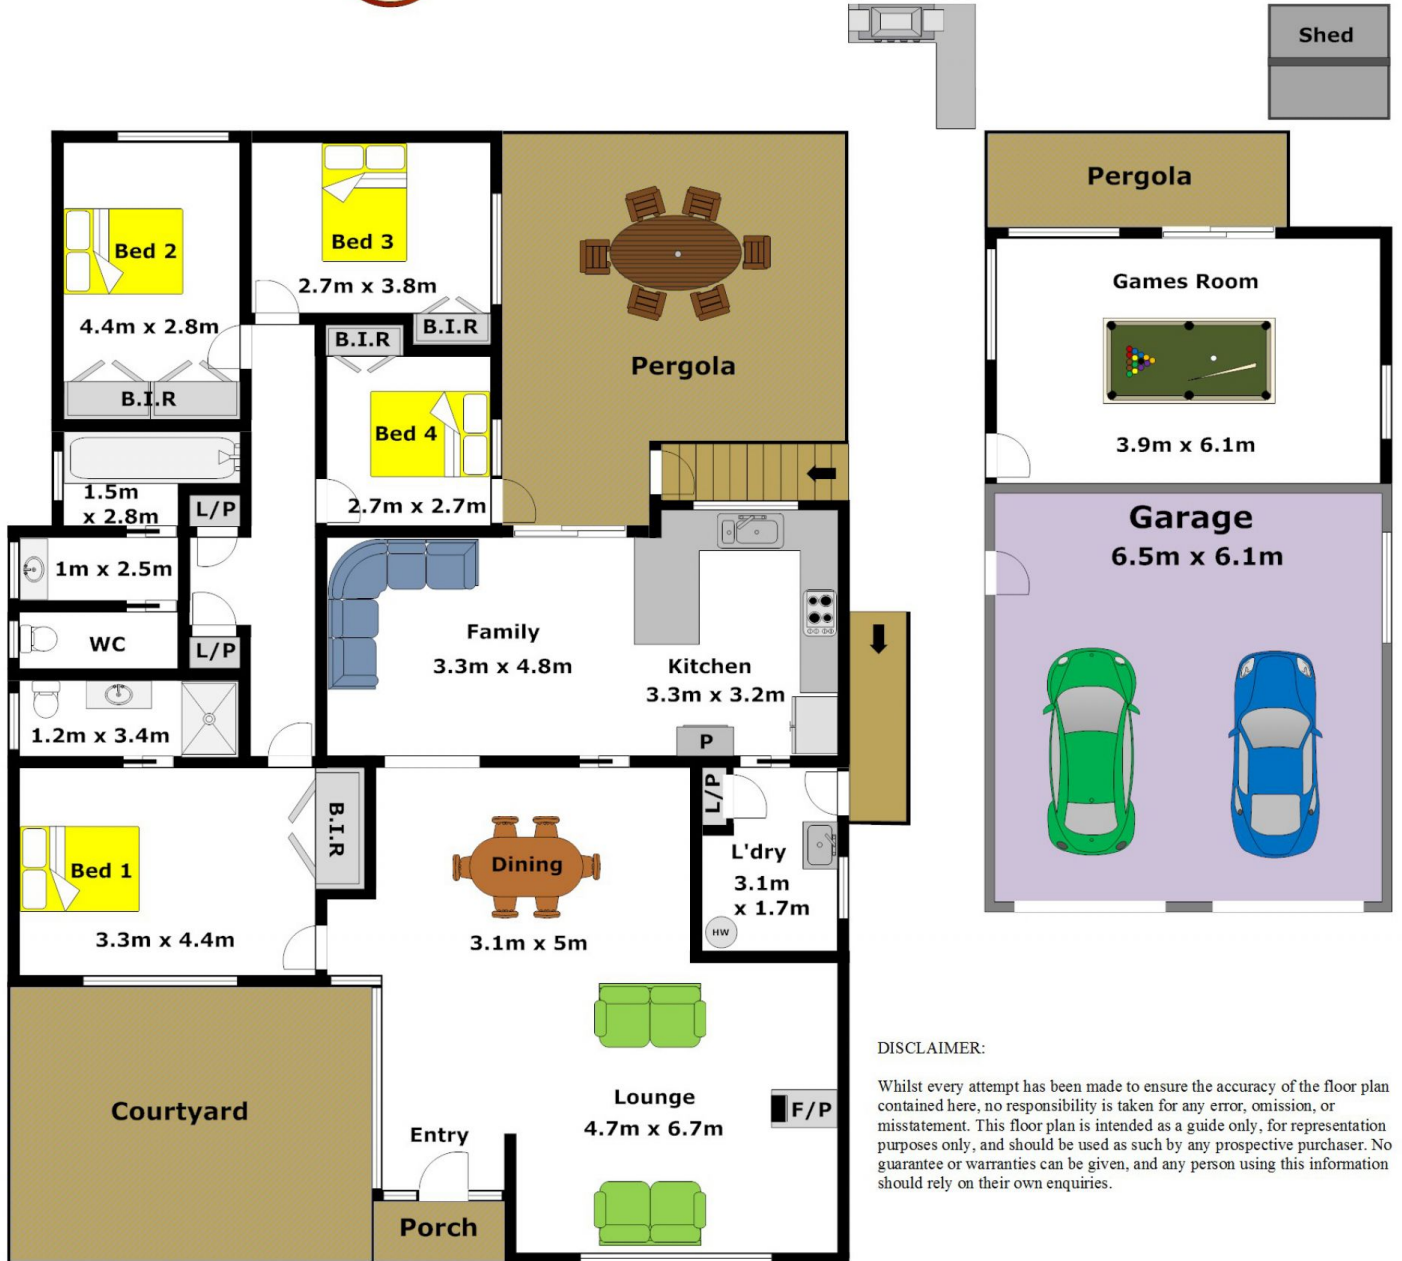 Shed
Pergola
Bed 2
4.4m x 2.8m
B.I.R
Bed 3
2.7m x 3.8m
B.I.R
B.I.R
Bed 4
2.7m x 2.7m
Pergola
Games Room
3.9m x 6.1m
Garage
6.5m x 6.1m
1.5m
x 2.8m
L/P
1m x 2.5m
WC
L/P
1.2m x 3.4m
Family
3.3m x 4.8m
Kitchen
3.3m x 3.2m
P
L/P
B.I.R
Bed 1
3.3m x 4.4m
Dining
3.1m x 5m
L'dry
3.1m
x 1.7m
HW
Courtyard
Entry
Lounge
4.7m x 6.7m
F/P
Porch
DISCLAIMER:
Whilst every attempt has been made to ensure the accuracy of the floor plan
contained here, no responsibility is taken for any error, omission, or
misstatement. This floor plan is intended as a guide only, for representation
purposes only, and should be used as such by any prospective purchaser. No
guarantee or warranties can be given, and any person using this information
should rely on their own enquiries.